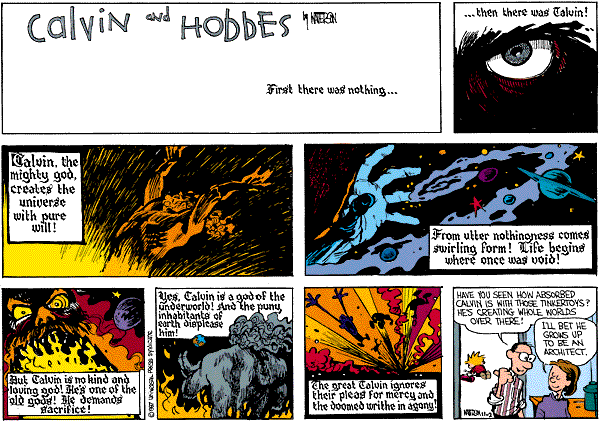 Calvin and Hobbes by Watterson
First there was nothing...
...then there was Calvin!
Calvin, the
mighty god,
creates the
universe
with pure
will!
From utter nothingness comes
swirling form! Life begins
where once was void!
But Calvin is no kind and
loving god! He's one of the
old gods! He demands
sacrifice!
Yes, Calvin is a god of the
underworld! And the puny
inhabitants of
earth displease
him!
©1987 Universal Press Syndicate
The great Calvin ignores
their pleas for mercy and
the doomed writhe in agony!
HAVE YOU SEEN HOW ABSORBED
CALVIN IS WITH THOSE TINKERTOYS?
HE'S CREATING WHOLE WORLDS
OVER THERE!
I'LL BET HE
GROWS UP
TO BE AN
ARCHITECT.